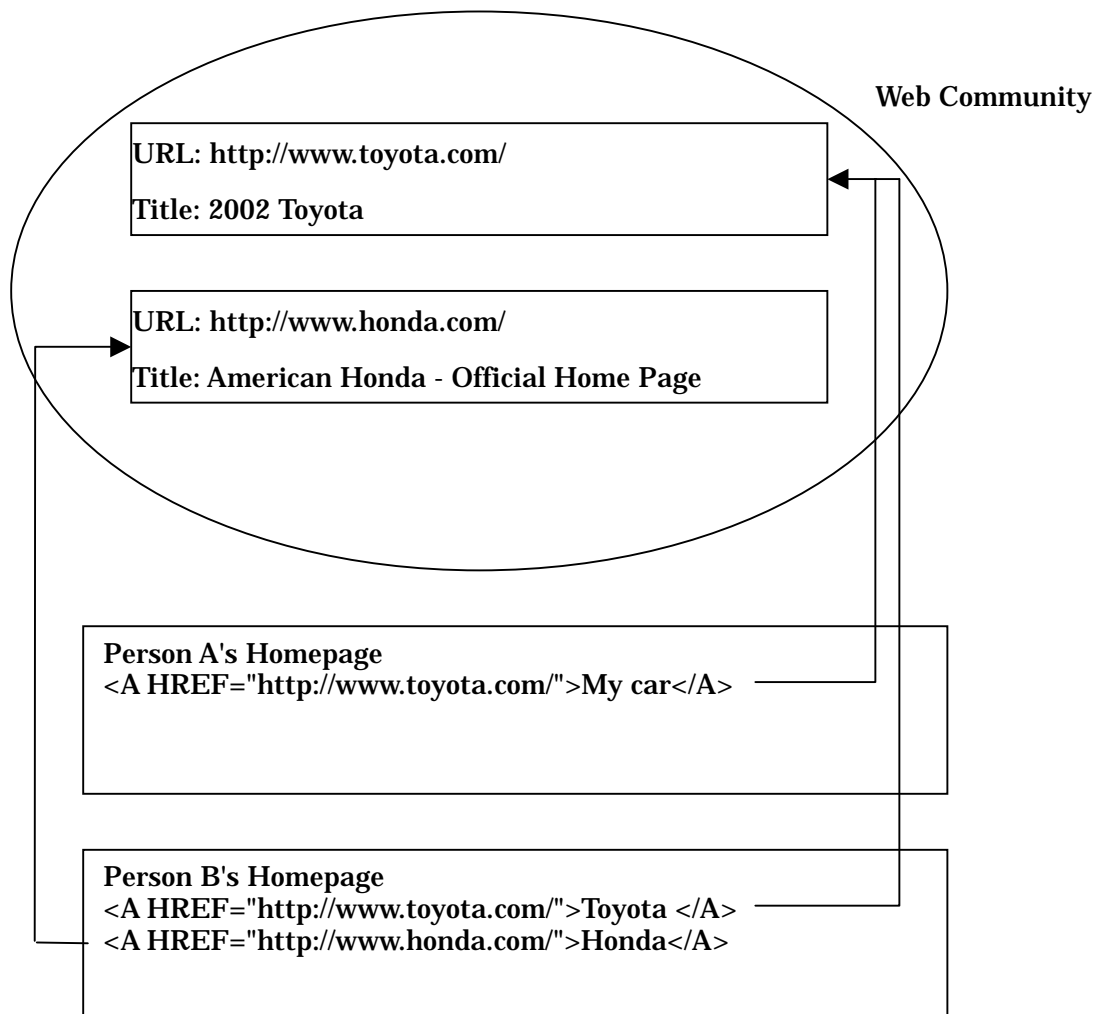 Web Community
URL: http://www.toyota.com/
Title: 2002 Toyota
URL: http://www.honda.com/
Title: American Honda - Official Home Page
Person A's Homepage
<A HREF="http://www.toyota.com/">My car</A>
Person B's Homepage
<A HREF="http://www.toyota.com/">Toyota </A>
<A HREF="http://www.honda.com/">Honda</A>